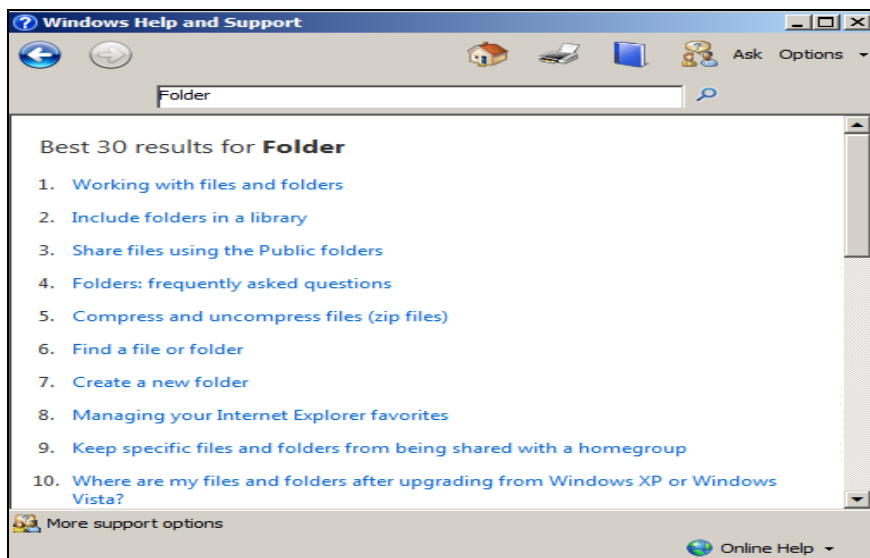 Windows Help and Support
Ask Options
Folder
Best 30 results for Folder
1. Working with files and folders
2. Include folders in a library
3. Share files using the Public folders
4. Folders: frequently asked questions
5. Compress and uncompress files (zip files)
6. Find a file or folder
7. Create a new folder
8. Managing your Internet Explorer favorites
9. Keep specific files and folders from being shared with a homegroup
10. Where are my files and folders after upgrading from Windows XP or Windows
Vista?
More support options
Online Help